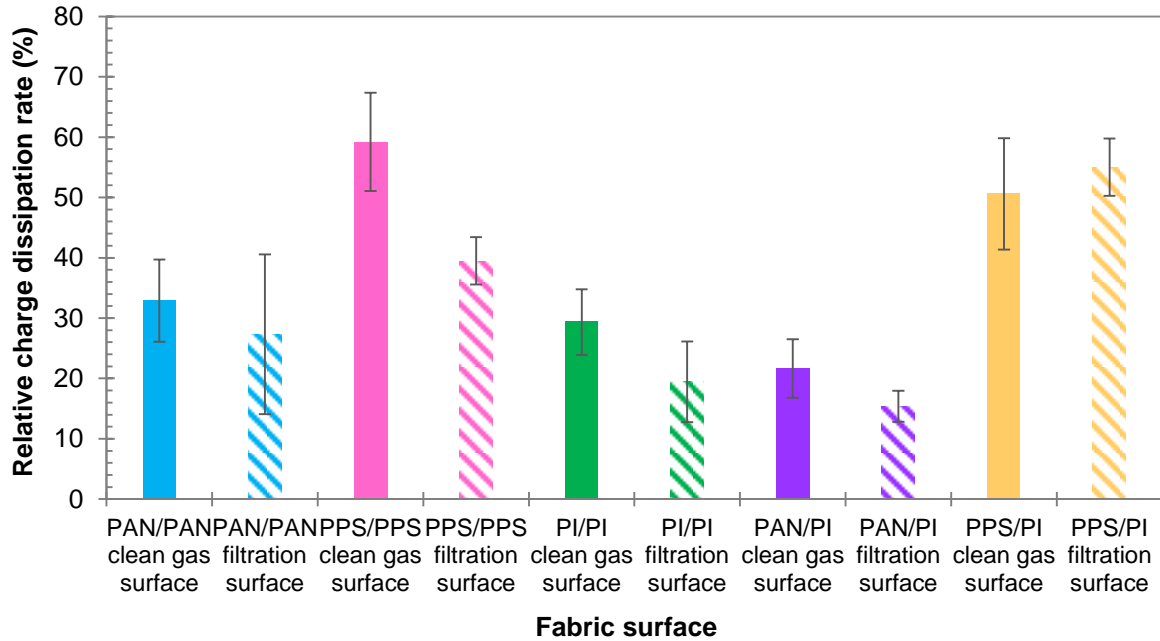 Relative charge dissipation rate (%)
80
70
60
50
40
30
20
10
0
PAN/PAN
clean gas
surface
PAN/PAN
filtration
surface
PPS/PPS
clean gas
surface
PPS/PPS
filtration
surface
PI/PI
clean gas
surface
PI/PI
filtration
surface
PAN/PI
clean gas
surface
PAN/PI
filtration
surface
PPS/PI
clean gas
surface
PPS/PI
filtration
surface
Fabric surface